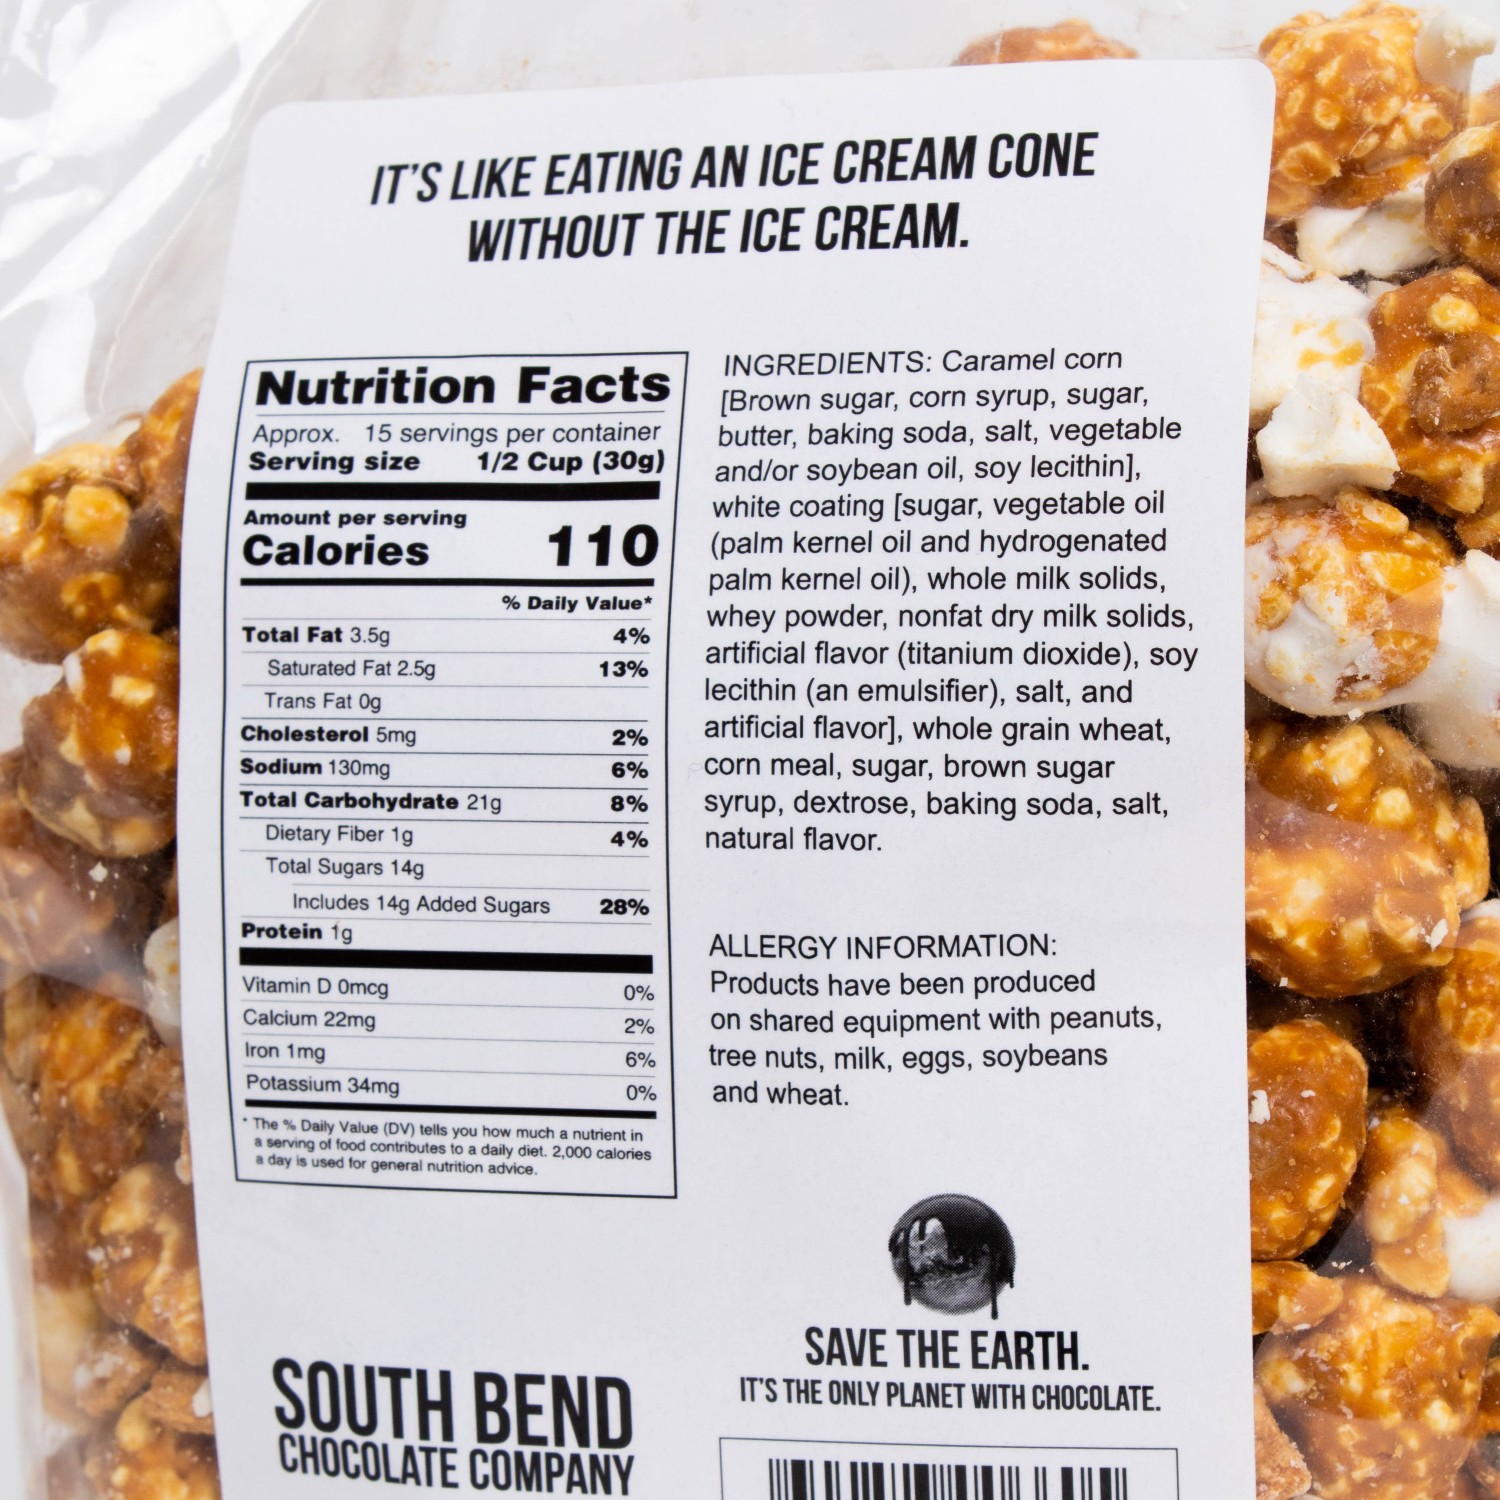 IT'S LIKE EATING AN ICE CREAM CONE
WITHOUT THE ICE CREAM.
Nutrition Facts
Approx. 15 servings per container
Serving size 1/2 Cup (30g)
Amount per serving
Calories 110
% Daily Value*
Total Fat 3.5g 4%
Saturated Fat 2.5g 13%
Trans Fat 0g
Cholesterol 5mg 2%
Sodium 130mg 6%
Total Carbohydrate 21g 8%
Dietary Fiber 1g 4%
Total Sugars 14g
Includes 14g Added Sugars 28%
Protein 1g
Vitamin D 0mcg 0%
Calcium 22mg 2%
Iron 1mg 6%
Potassium 34mg 0%
* The % Daily Value (DV) tells you how much a nutrient in
a serving of food contributes to a daily diet. 2,000 calories
a day is used for general nutrition advice.
INGREDIENTS: Caramel corn
[Brown sugar, corn syrup, sugar,
butter, baking soda, salt, vegetable
and/or soybean oil, soy lecithin],
white coating [sugar, vegetable oil
(palm kernel oil and hydrogenated
palm kernel oil), whole milk solids,
whey powder, nonfat dry milk solids,
artificial flavor (titanium dioxide), soy
lecithin (an emulsifier), salt, and
artificial flavor], whole grain wheat,
corn meal, sugar, brown sugar
syrup, dextrose, baking soda, salt,
natural flavor.
ALLERGY INFORMATION:
Products have been produced
on shared equipment with peanuts,
tree nuts, milk, eggs, soybeans
and wheat.
SAVE THE EARTH.
IT'S THE ONLY PLANET WITH CHOCOLATE.
SOUTH BEND
CHOCOLATE COMPANY